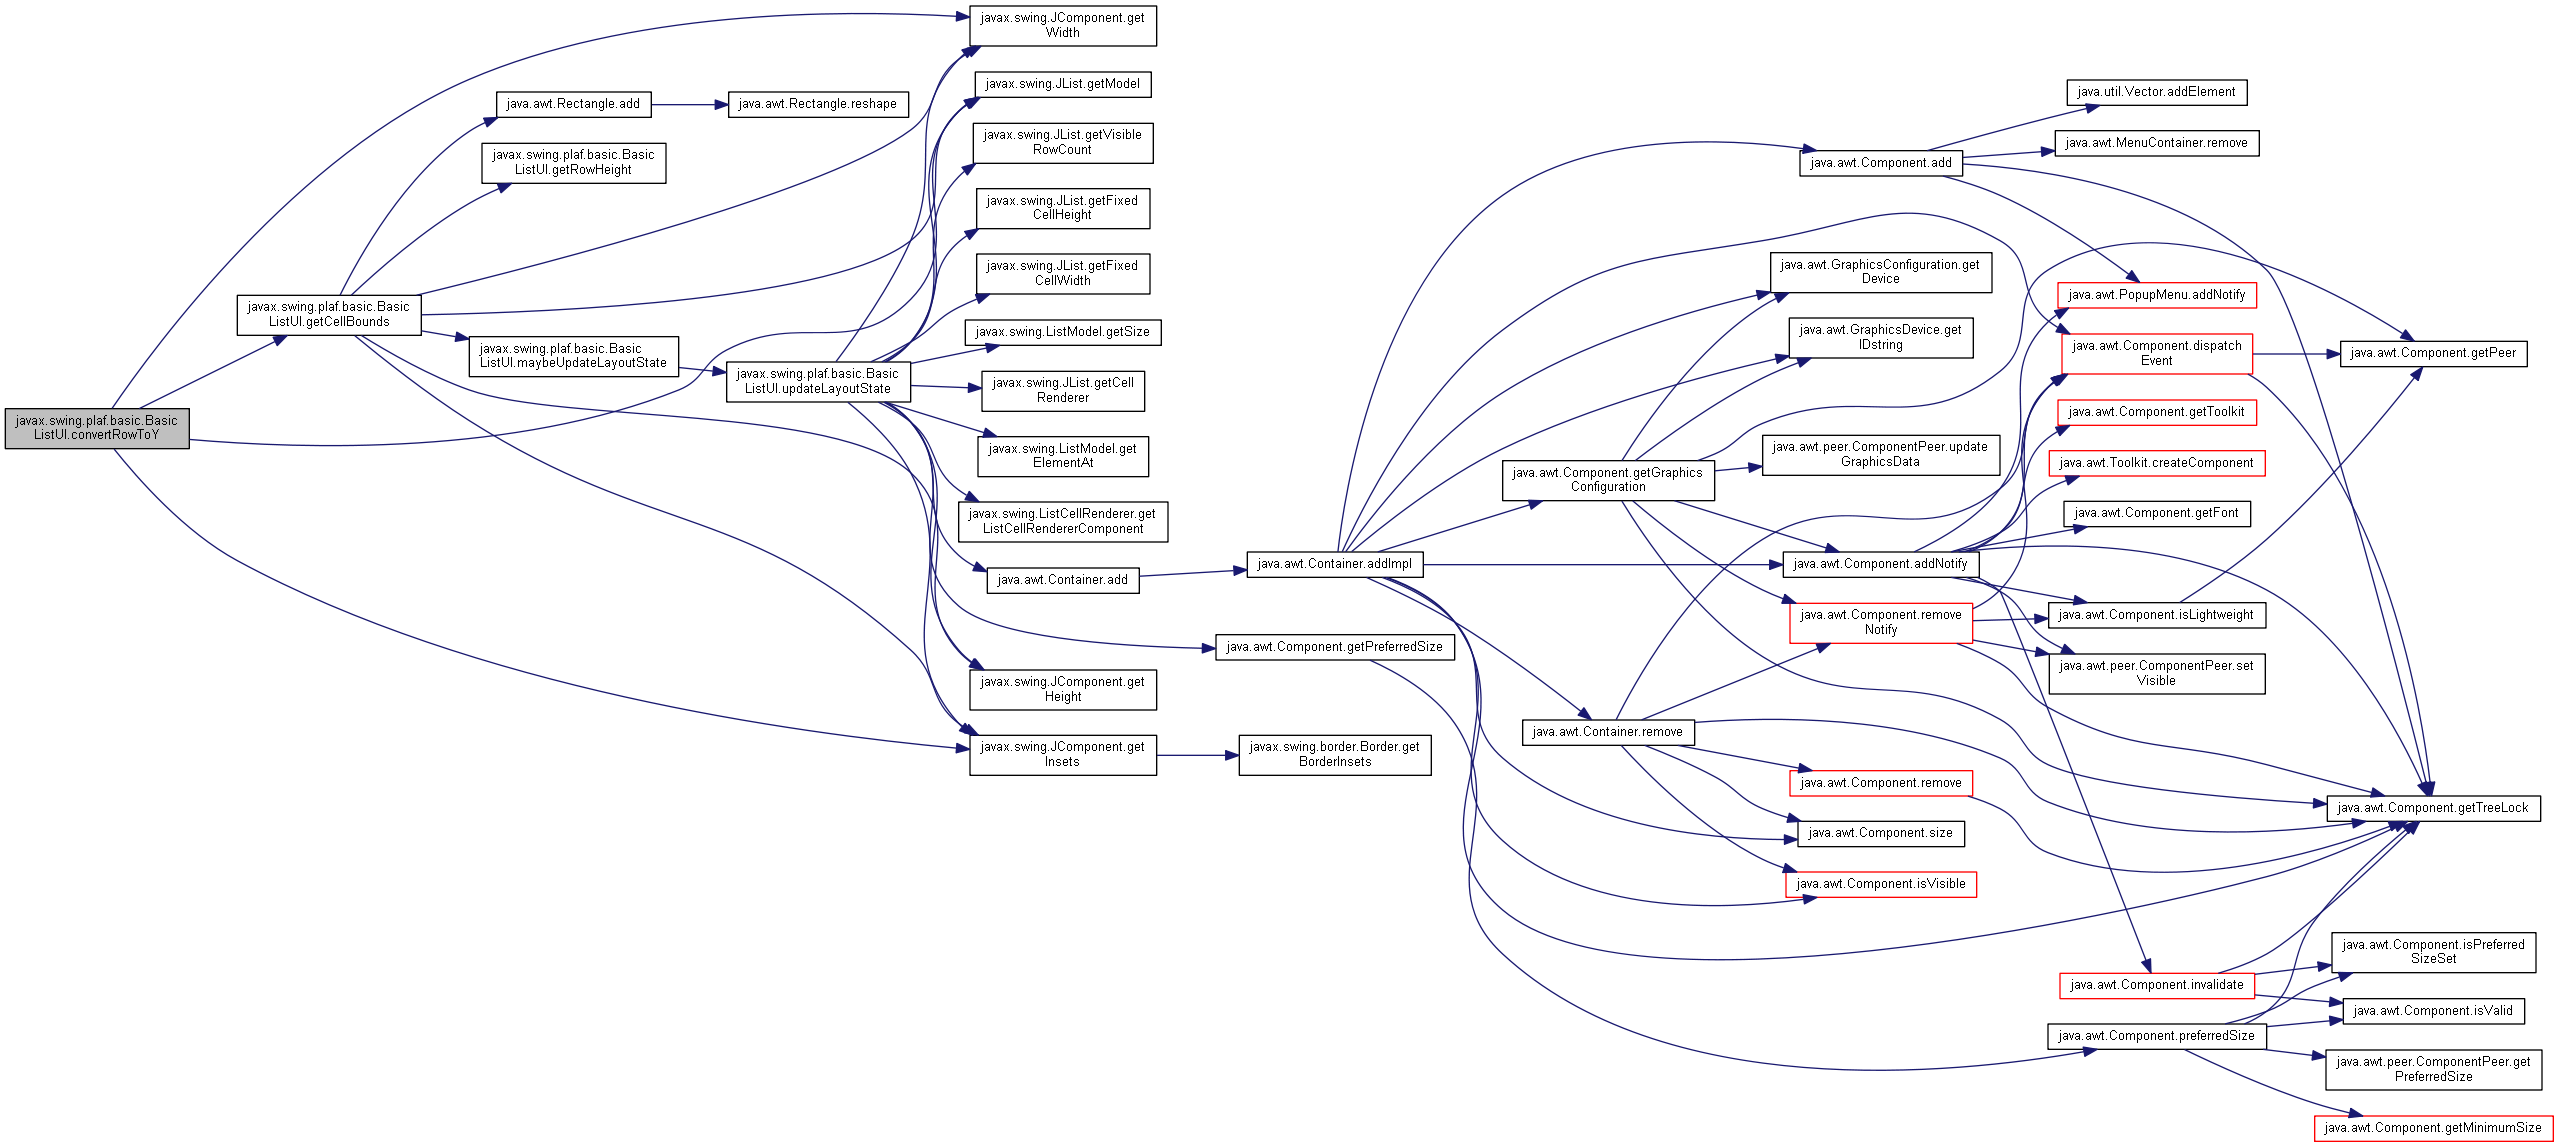 javax.swing.plaf.basic.Basic
ListUI.convertRowToY
javax.swing.plaf.basic.Basic
ListUI.getCellBounds
java.awt.Rectangle.add
javax.swing.plaf.basic.Basic
ListUI.getRowHeight
javax.swing.plaf.basic.Basic
ListUI.maybeUpdateLayoutState
java.awt.Rectangle.reshape
javax.swing.plaf.basic.Basic
ListUI.updateLayoutState
javax.swing.JComponent.get
Width
javax.swing.JList.getModel
javax.swing.JList.getVisible
RowCount
javax.swing.JList.getFixed
CellHeight
javax.swing.JList.getFixed
CellWidth
javax.swing.ListModel.getSize
javax.swing.JList.getCell
Renderer
javax.swing.ListModel.get
ElementAt
javax.swing.ListCellRenderer.get
ListCellRendererComponent
java.awt.Container.add
javax.swing.JComponent.get
Height
javax.swing.JComponent.get
Insets
java.awt.Container.addImpl
java.awt.Component.getPreferredSize
javax.swing.border.Border.get
BorderInsets
java.awt.Component.getGraphics
Configuration
java.awt.Container.remove
java.awt.Component.add
java.awt.GraphicsConfiguration.get
Device
java.awt.GraphicsDevice.get
IDstring
java.awt.peer.ComponentPeer.update
GraphicsData
java.awt.Component.addNotify
java.awt.Component.remove
Notify
java.awt.Component.remove
java.awt.Component.size
java.awt.Component.isVisible
java.util.Vector.addElement
java.awt.MenuContainer.remove
java.awt.PopupMenu.addNotify
java.awt.Component.dispatch
Event
java.awt.Component.getToolkit
java.awt.Toolkit.createComponent
java.awt.Component.getFont
java.awt.Component.isLightweight
java.awt.peer.ComponentPeer.set
Visible
java.awt.Component.invalidate
java.awt.Component.preferredSize
java.awt.Component.getPeer
java.awt.Component.getTreeLock
java.awt.Component.isPreferred
SizeSet
java.awt.Component.isValid
java.awt.peer.ComponentPeer.get
PreferredSize
java.awt.Component.getMinimumSize